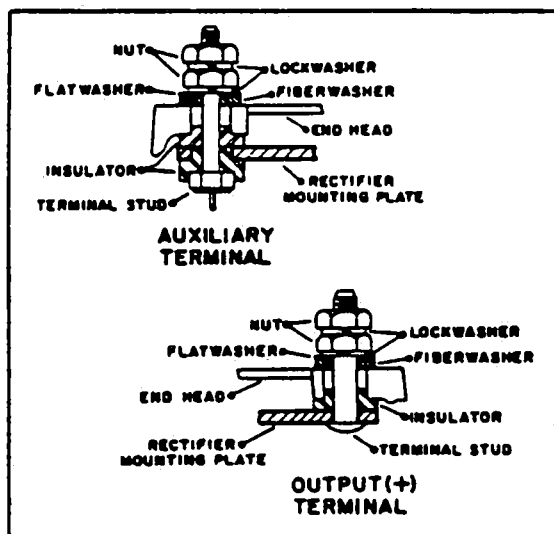 NUT
LOCKWASHER
FLATWASHER
FIBERWASHER
END HEAD
INSULATOR
RECTIFIER
MOUNTING PLATE
TERMINAL STUD
AUXILIARY
TERMINAL
NUT
LOCKWASHER
FLATWASHER
FIBERWASHER
END HEAD
INSULATOR
RECTIFIER
MOUNTING PLATE
TERMINAL STUD
OUTPUT(+)
TERMINAL